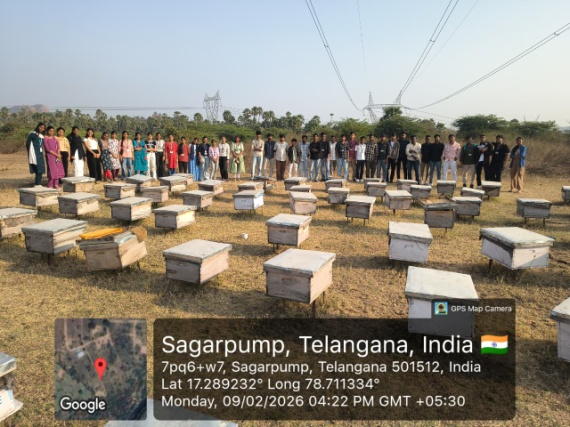 GPS Map Camera
Sagarpump, Telangana, India
7pq6+w7, Sagarpump, Telangana 501512, India
Lat 17.289232° Long 78.711334°
Monday, 09/02/2026 04:22 PM GMT +05:30
Google